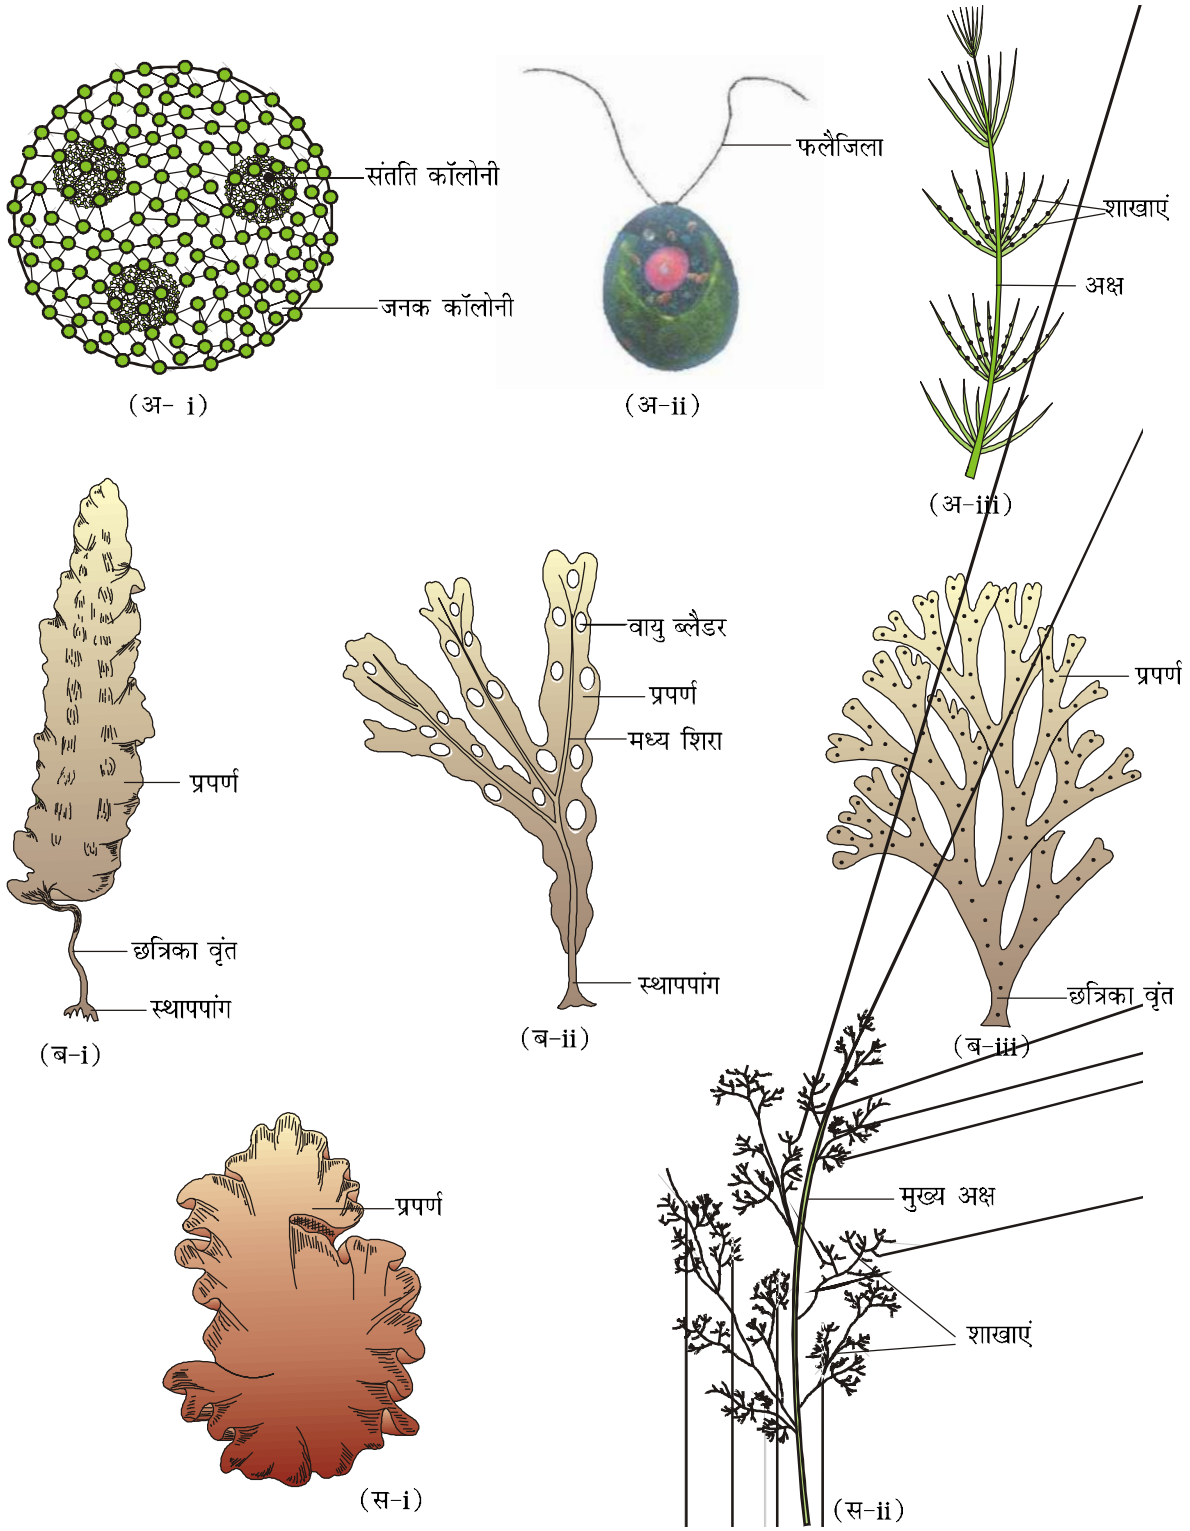 संतति कॉलोनी
जनक कॉलोनी
(अ- i)
फलैजिला
(अ-ii)
शाखाएं
अक्ष
(अ-iii)
प्रपर्ण
छत्रिका वृंत
स्थापपांग
(ब-i)
वायु ब्लैडर
प्रपर्ण
मध्य शिरा
स्थापपांग
(ब-ii)
प्रपर्ण
छत्रिका वृंत
(ब-iii)
प्रपर्ण
(स-i)
मुख्य अक्ष
शाखाएं
(स-ii)